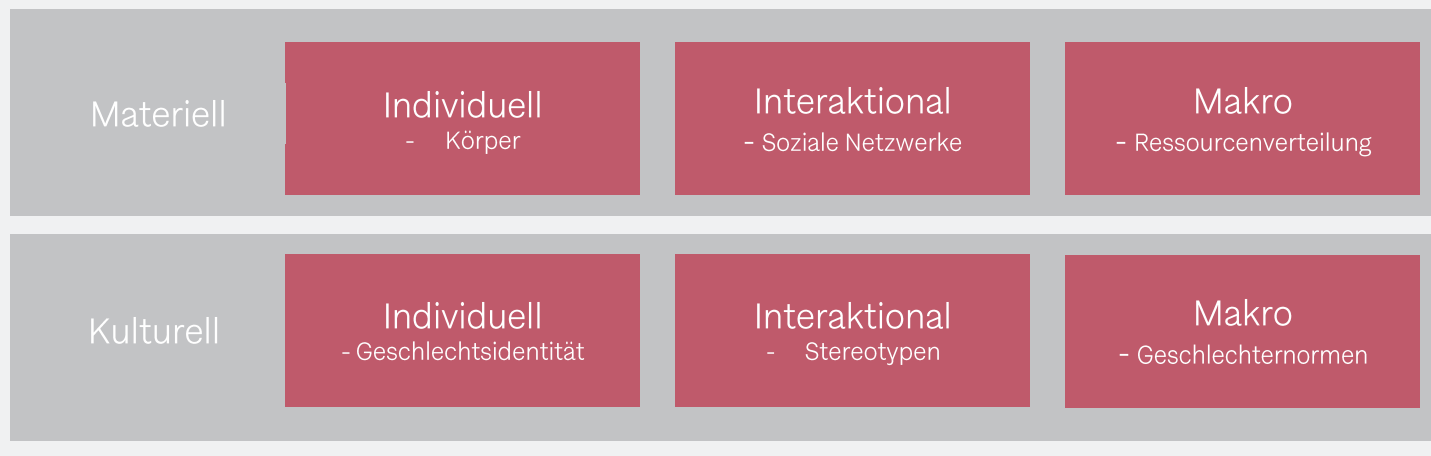 Materiell
Individuell
- Körper
Interaktional
- Soziale Netzwerke
Makro
- Ressourcenverteilung
Kulturell
Individuell
- Geschlechtsidentität
Interaktional
- Stereotypen
Makro
- Geschlechternormen